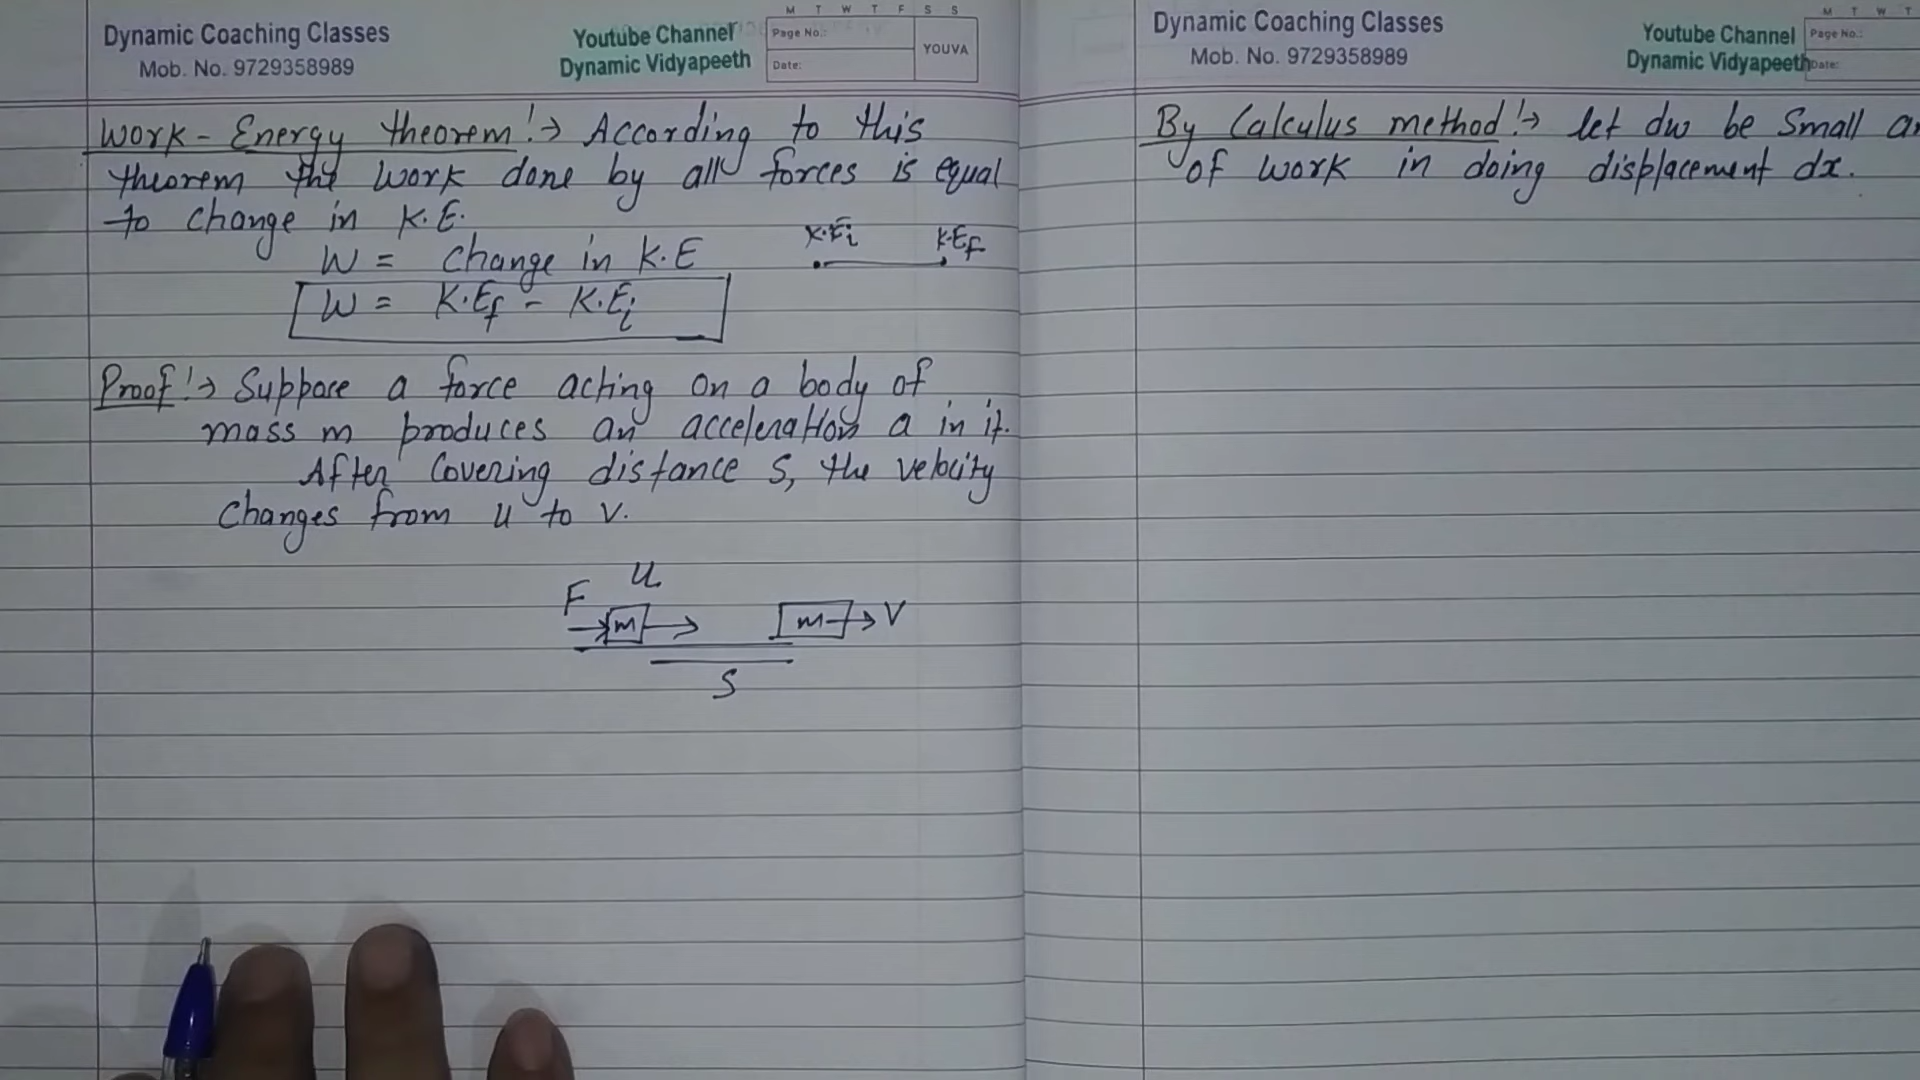 Dynamic Coaching Classes
Mob. No. 9729358989
Youtube Channel
Dynamic Vidyapeeth
M T W T F S S
Page No.:
Date:
YOUVA
Work - Energy theorem :→ According to this
theorem the work done by all forces is equal
to change in K.E.
W = change in K.E
W = K.Ef - K.Ei
K.Ei K.Ef
Proof :→ Suppose a force acting on a body of
mass m produces an acceleration a in it.
After Covering distance S, the velocity
changes from u to v.
F u
m m V
S
Dynamic Coaching Classes
Mob. No. 9729358989
Youtube Channel
Dynamic Vidyapeeth
M T W T
Page No.:
Date:
By Calculus method :→ let dw be Small
of work in doing displacement dx.